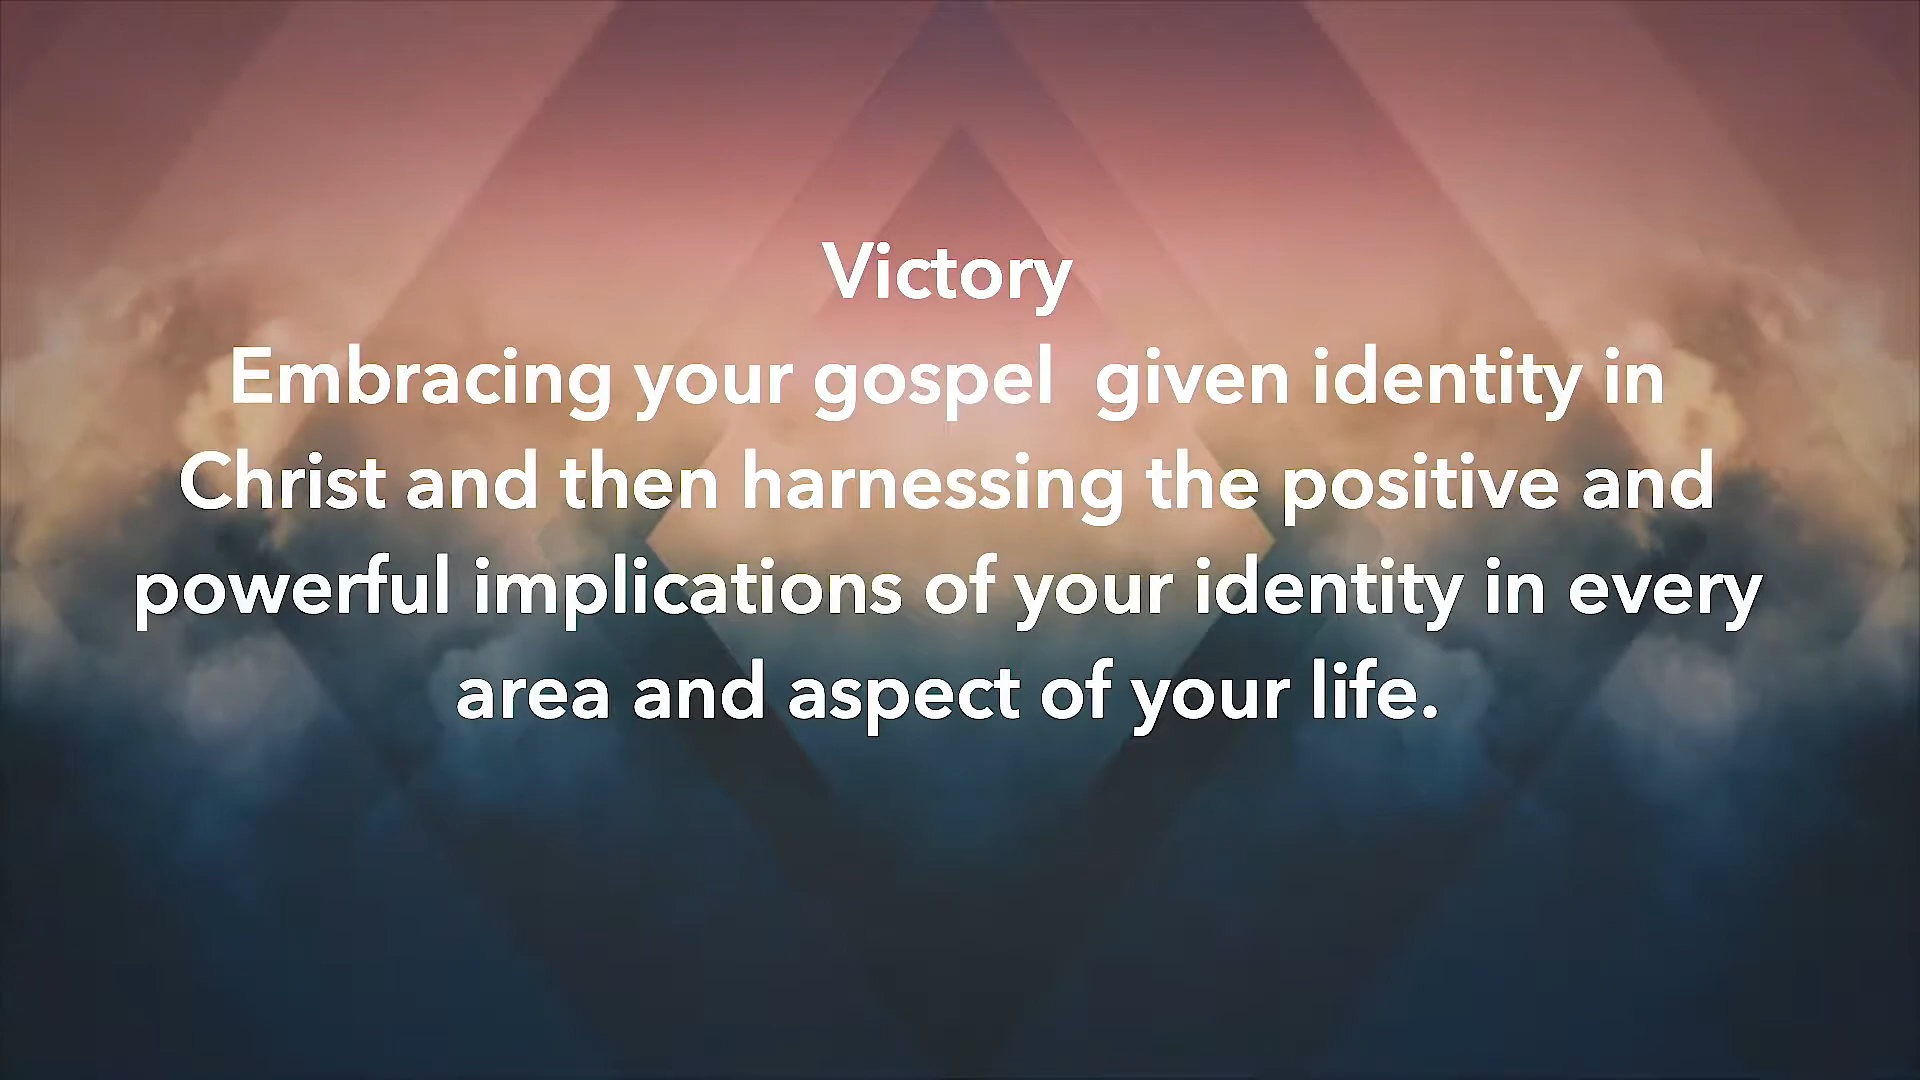 Victory
Embracing your gospel  given identity in
Christ and then harnessing the positive and
powerful implications of your identity in every
area and aspect of your life.